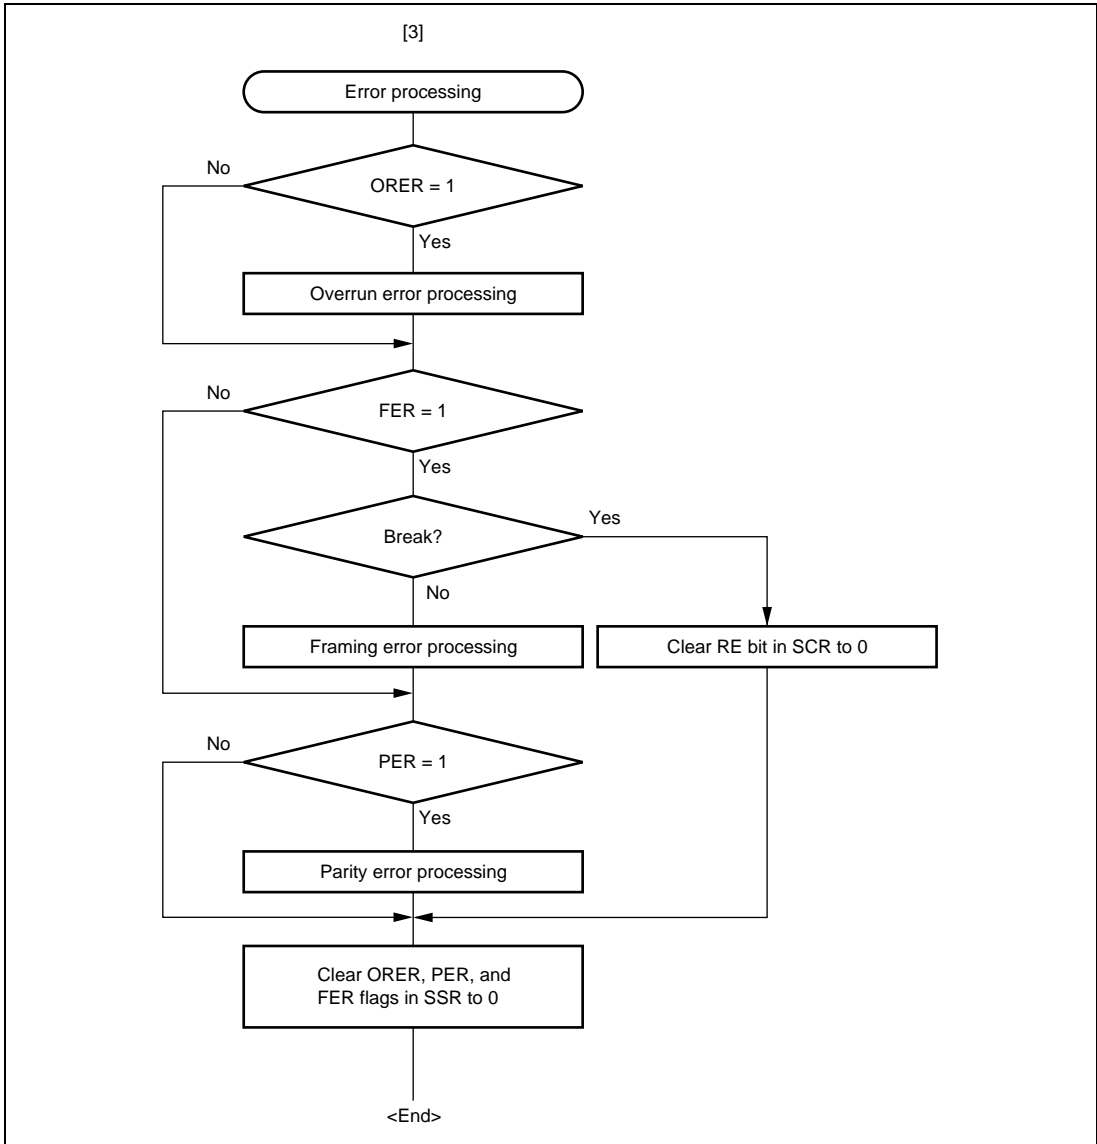 [3]
Error processing
No
ORER = 1
Yes
Overrun error processing
No
FER = 1
Yes
Break?
Yes
No
Framing error processing
Clear RE bit in SCR to 0
No
PER = 1
Yes
Parity error processing
Clear ORER, PER, and
FER flags in SSR to 0
<End>